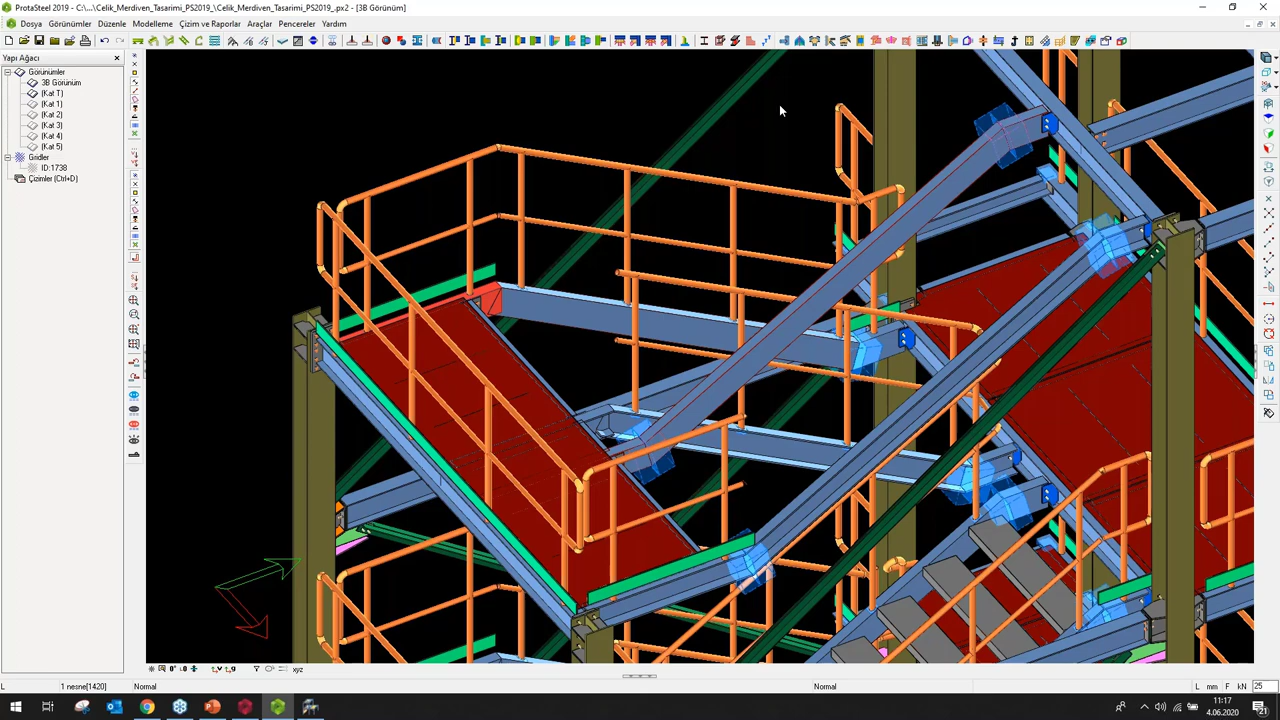 ProtaSteel 2019 - C:\...\Celik_Merdiven_Tasarimi_PS2019_\Celik_Merdiven_Tasarimi_PS2019_.px2 - [3B Görünüm]
Dosya Görünümler Düzenle Modelleme Çizim ve Raporlar Araçlar Pencereler Yardım
Yapı Ağacı
Görünümler
3B Görünüm
(Kat T)
(Kat 1)
(Kat 2)
(Kat 3)
(Kat 4)
(Kat 5)
Gridler
ID:1738
Çizimler (Ctrl+D)
xyz
L 1 nesne[1420] Normal Normal L mm F kN 25
11:17
4.06.2020
21